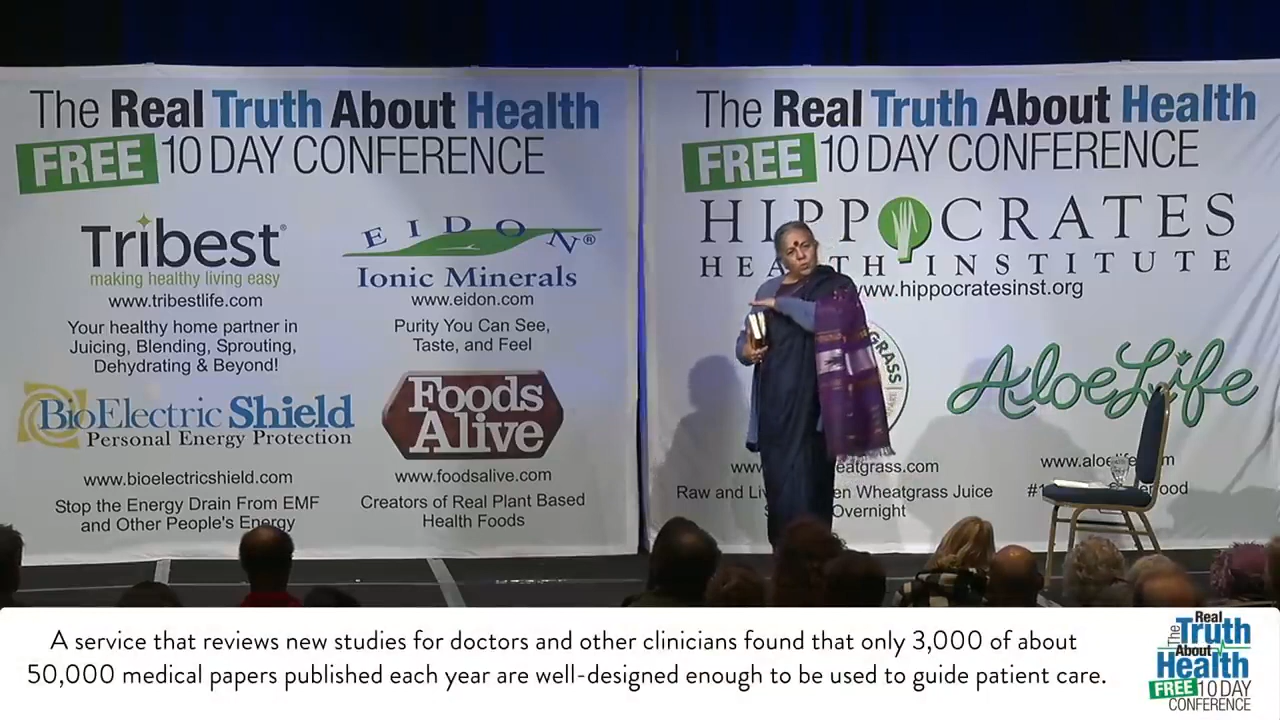 The Real Truth About Health
FREE 10 DAY CONFERENCE
Tribest®
making healthy living easy
www.tribestlife.com
Your healthy home partner in
Juicing, Blending, Sprouting,
Dehydrating & Beyond!
EIDON®
Ionic Minerals
www.eidon.com
Purity You Can See,
Taste, and Feel
BioElectric Shield
Personal Energy Protection
www.bioelectricshield.com
Stop the Energy Drain From EMF
and Other People's Energy
Foods
Alive
www.foodsalive.com
Creators of Real Plant Based
Health Foods
The Real Truth About Health
FREE 10 DAY CONFERENCE
HIPPOCRATES
HEALTH INSTITUTE
www.hippocratesinst.org
GRASS
eatgrass.com
Raw and Wheatgrass Juice
Overnight
AloeLife
A service that reviews new studies for doctors and other clinicians found that only 3,000 of about
50,000 medical papers published each year are well-designed enough to be used to guide patient care.
The Real
Truth
About
Health
FREE 10 DAY
CONFERENCE